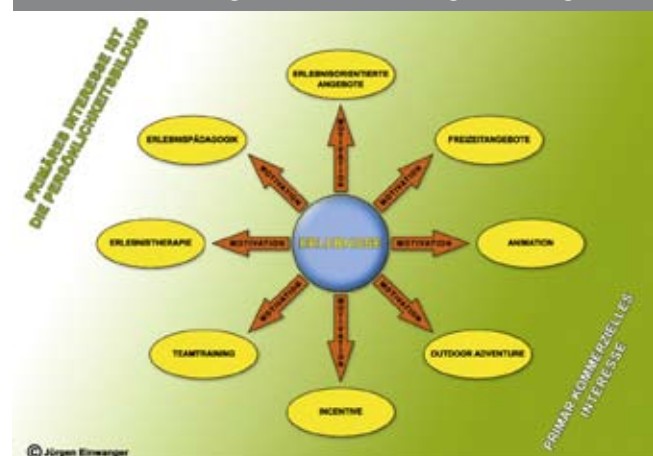 PRIMÄRES INTERESSE IST
DIE PERSÖNLICHKEITSBILDUNG
ERLEBNISORIENTIERTE
ANGEBOTE
ERLEBNISPÄDAGOGIK
FREIZEITANGEBOTE
MOTIVATION
MOTIVATION
MOTIVATION
ERLEBNISTHERAPIE
MOTIVATION
ERLEBNISSE
MOTIVATION
ANIMATION
MOTIVATION
MOTIVATION
MOTIVATION
TEAMTRAINING
OUTDOOR ADVENTURE
INCENTIVE
PRIMÄR KOMMERZIELLES
INTERESSE
© Jürgen Einwanger